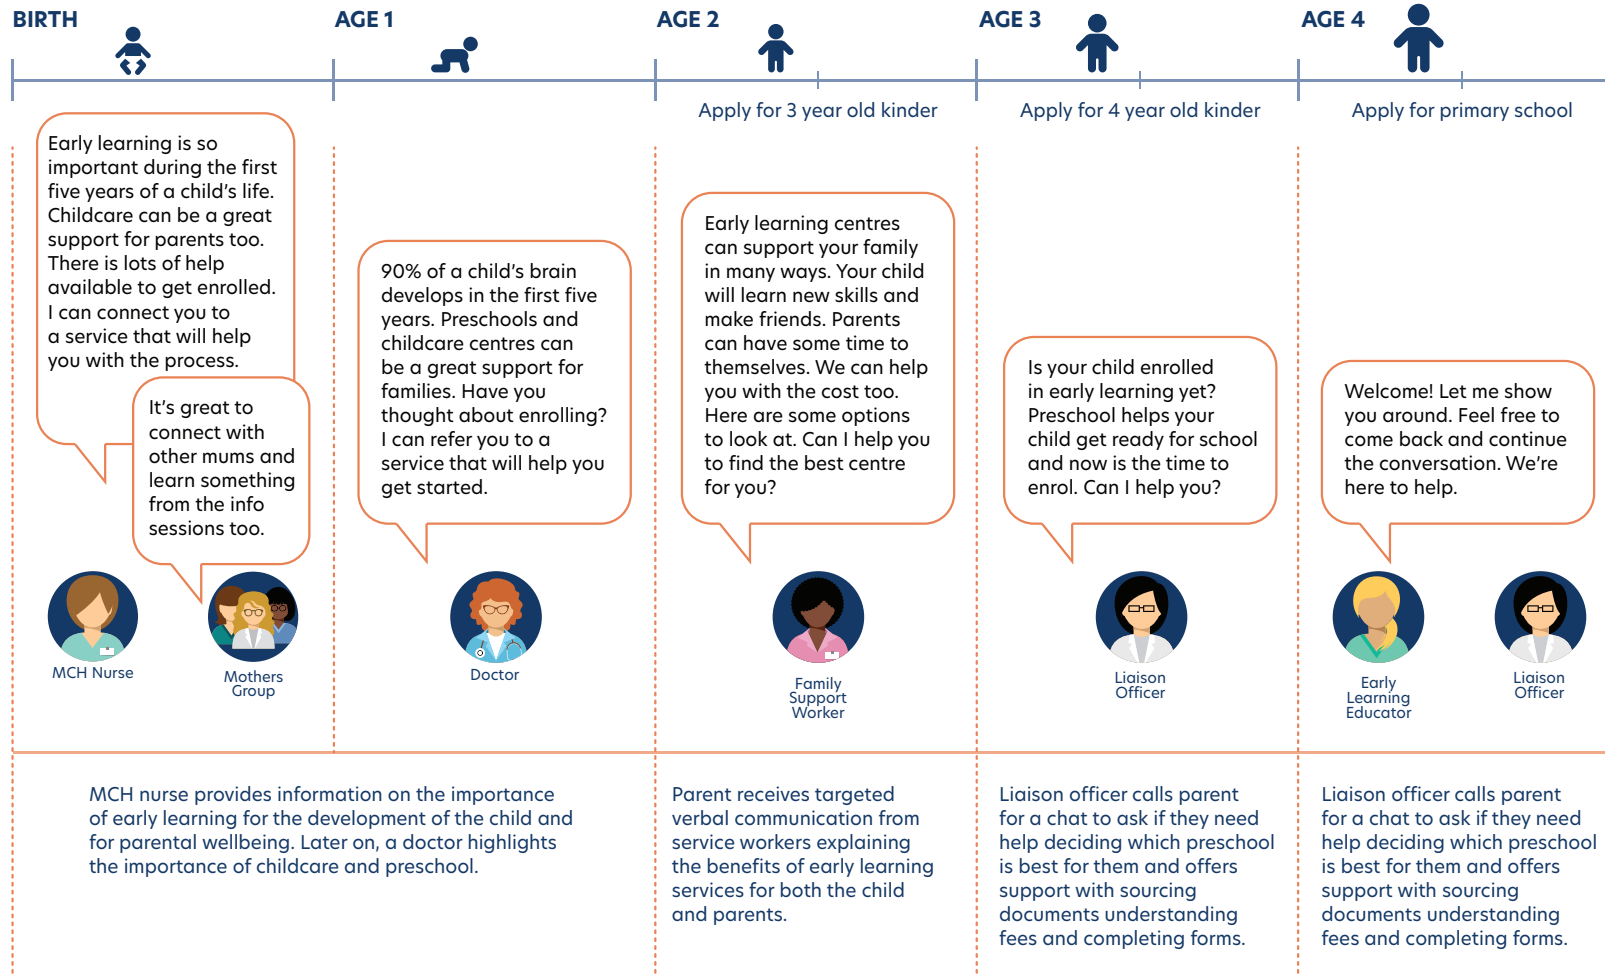 BIRTH
AGE 1
AGE 2
AGE 3
AGE 4
Apply for 3 year old kinder
Apply for 4 year old kinder
Apply for primary school
Early learning is so
important during the first
five years of a child's life.
Childcare can be a great
support for parents too.
There is lots of help
available to get enrolled.
I can connect you to
a service that will help
you with the process.
It's great to
connect with
other mums and
learn something
from the info
sessions too.
90% of a child's brain
develops in the first five
years. Preschools and
childcare centres can
be a great support for
families. Have you
thought about enrolling?
I can refer you to a
service that will help you
get started.
Early learning centres
can support your family
in many ways. Your child
will learn new skills and
make friends. Parents
can have some time to
themselves. We can help
you with the cost too.
Here are some options
to look at. Can I help you
to find the best centre
for you?
Is your child enrolled
in early learning yet?
Preschool helps your
child get ready for school
and now is the time to
enrol. Can I help you?
Welcome! Let me show
you around. Feel free to
come back and continue
the conversation. We're
here to help.
MCH Nurse
Mothers
Group
Doctor
Family
Support
Worker
Liaison
Officer
Early
Learning
Educator
Liaison
Officer
MCH nurse provides information on the importance
of early learning for the development of the child and
for parental wellbeing. Later on, a doctor highlights
the importance of childcare and preschool.
Parent receives targeted
verbal communication from
service workers explaining
the benefits of early learning
services for both the child
and parents.
Liaison officer calls parent
for a chat to ask if they need
help deciding which preschool
is best for them and offers
support with sourcing
documents understanding
fees and completing forms.
Liaison officer calls parent
for a chat to ask if they need
help deciding which preschool
is best for them and offers
support with sourcing
documents understanding
fees and completing forms.